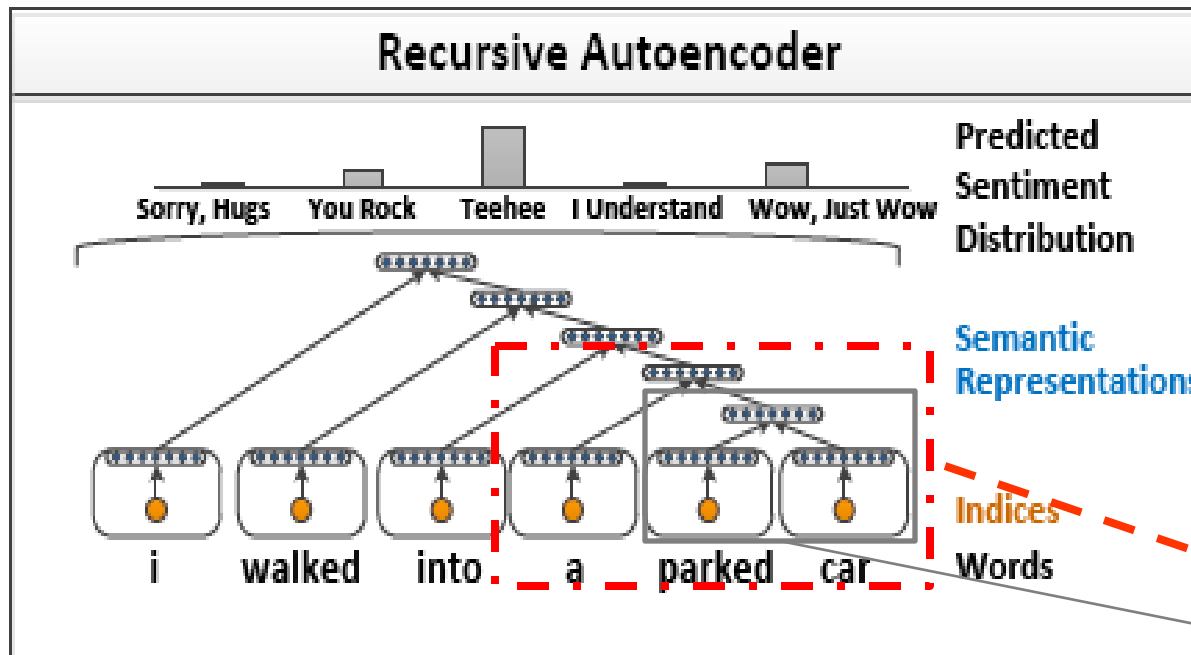 Recursive Autoencoder
Predicted
Sentiment
Distribution
Sorry, Hugs You Rock Teehee I Understand Wow, Just Wow
Semantic
Representations
Indices
i walked into a parked car Words